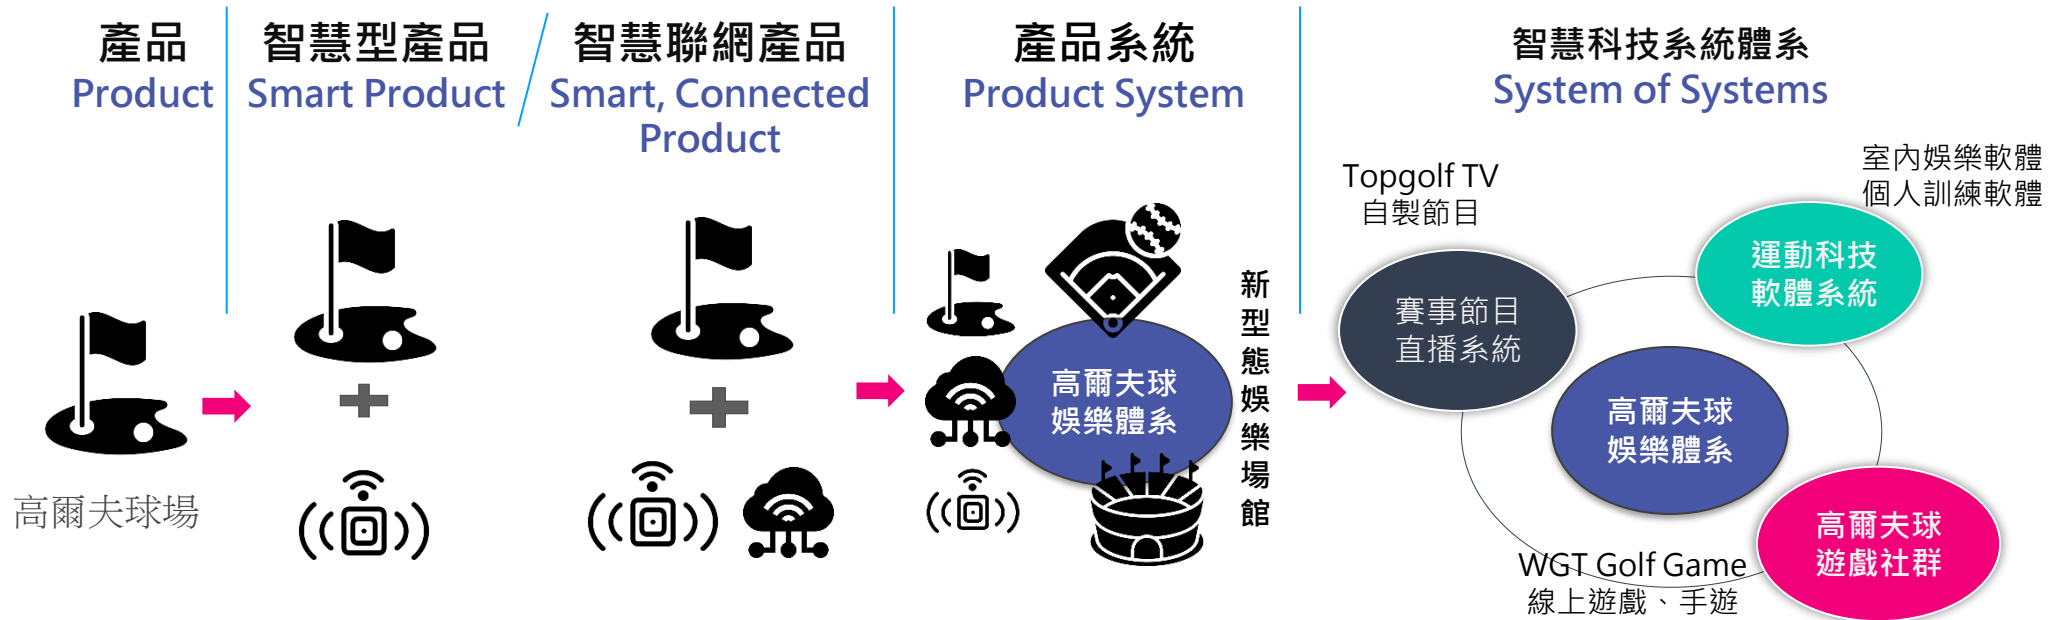 產品
Product
智慧型產品
Smart Product
智慧聯網產品
Smart, Connected
Product
產品系統
Product System
智慧科技系統體系
System of Systems
高爾夫球場
高爾夫球
娛樂體系
新型態娛樂場館
Topgolf TV
自製節目
室內娛樂軟體
個人訓練軟體
賽事節目
直播系統
運動科技
軟體系統
高爾夫球
娛樂體系
高爾夫球
遊戲社群
WGT Golf Game
線上遊戲、手遊